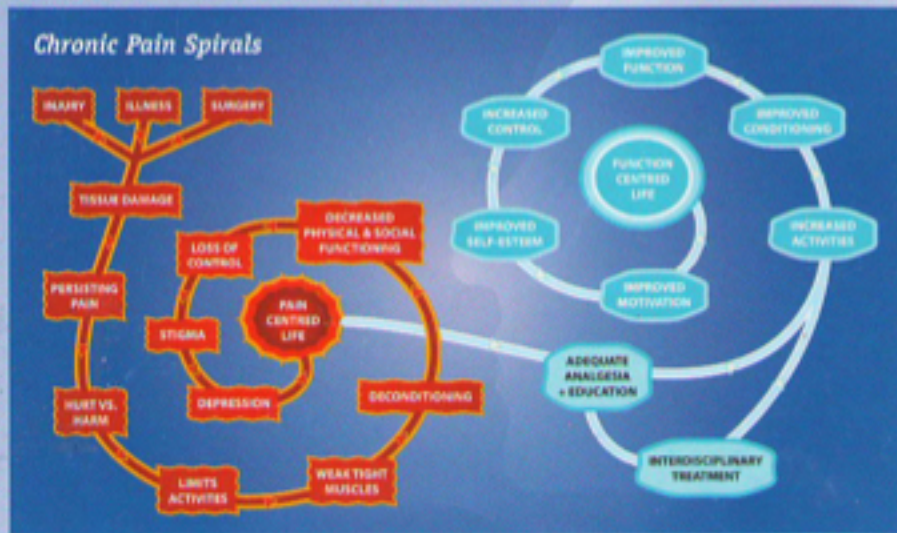 Chronic Pain Spirals
INJURY
ILLNESS
SURGERY
TISSUE DAMAGE
PERSISTING
PAIN
HURT VS.
HARM
LIMITS
ACTIVITIES
WEAK TIGHT
MUSCLES
DECONDITIONING
DECREASED
PHYSICAL & SOCIAL
FUNCTIONING
LOSS OF
CONTROL
STIGMA
DEPRESSION
PAIN
CENTRED
LIFE
ADEQUATE
ANALGESIA
+ EDUCATION
INTERDISCIPLINARY
TREATMENT
INCREASED
ACTIVITIES
IMPROVED
CONDITIONING
IMPROVED
FUNCTION
INCREASED
CONTROL
IMPROVED
SELF-ESTEEM
IMPROVED
MOTIVATION
FUNCTION
CENTRED
LIFE